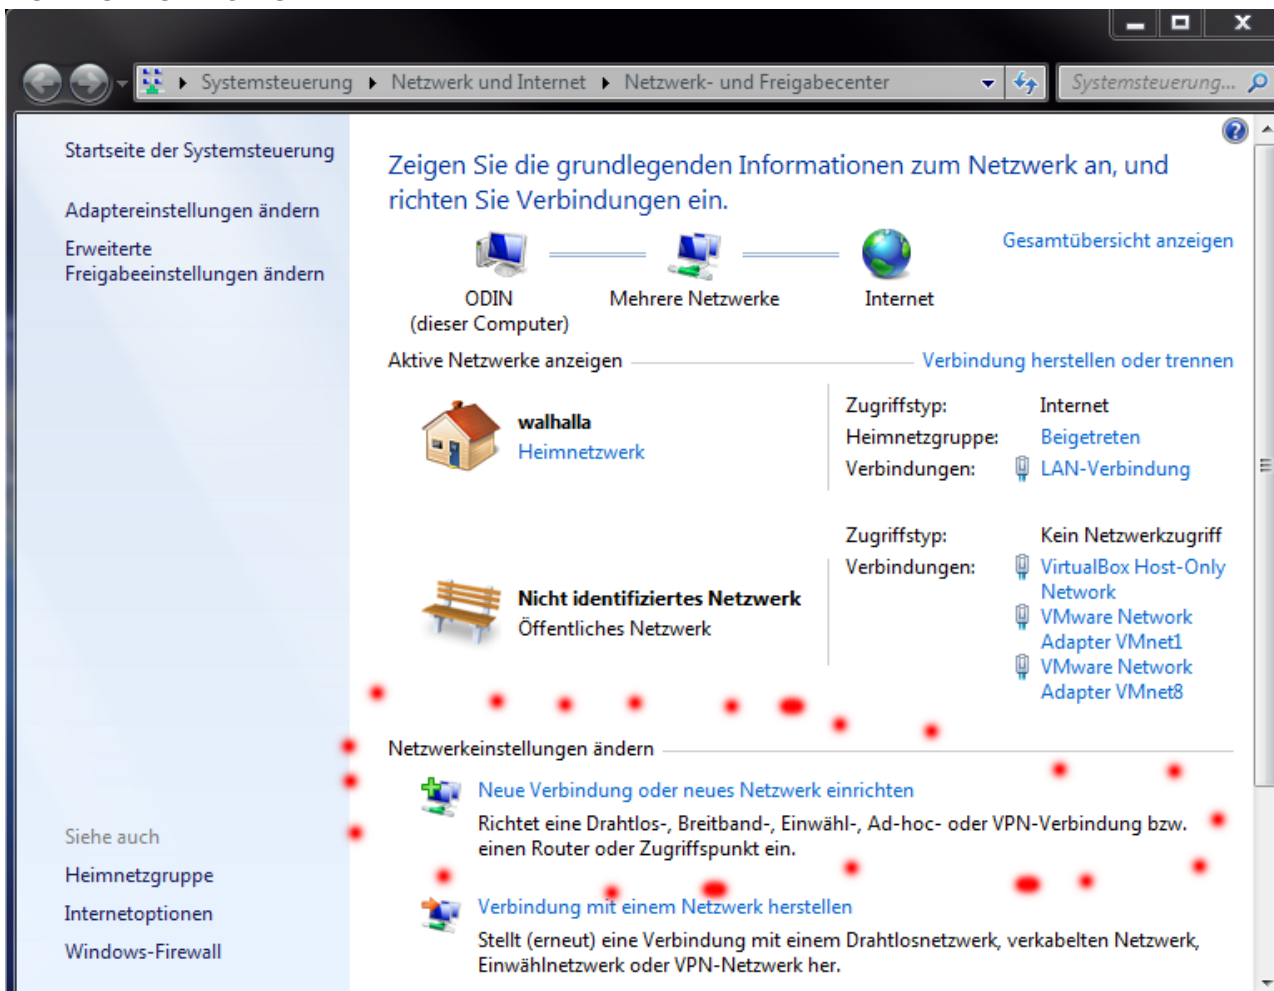 Systemsteuerung Netzwerk und Internet Netzwerk- und Freigabecenter
Systemsteuerung...
Startseite der Systemsteuerung
Adaptereinstellungen ändern
Erweiterte
Freigabeeinstellungen ändern
Siehe auch
Heimnetzgruppe
Internetoptionen
Windows-Firewall
Zeigen Sie die grundlegenden Informationen zum Netzwerk an, und
richten Sie Verbindungen ein.
Gesamtübersicht anzeigen
ODIN
(dieser Computer)
Mehrere Netzwerke
Internet
Aktive Netzwerke anzeigen
Verbindung herstellen oder trennen
walhalla
Heimnetzwerk
Zugriffstyp: Internet
Heimnetzgruppe: Beigetreten
Verbindungen: LAN-Verbindung
Nicht identifiziertes Netzwerk
Öffentliches Netzwerk
Zugriffstyp: Kein Netzwerkzugriff
Verbindungen: VirtualBox Host-Only
Network
VMware Network
Adapter VMnet1
VMware Network
Adapter VMnet8
Netzwerkeinstellungen ändern
Neue Verbindung oder neues Netzwerk einrichten
Richtet eine Drahtlos-, Breitband-, Einwähl-, Ad-hoc- oder VPN-Verbindung bzw.
einen Router oder Zugriffspunkt ein.
Verbindung mit einem Netzwerk herstellen
Stellt (erneut) eine Verbindung mit einem Drahtlosnetzwerk, verkabelten Netzwerk,
Einwählnetzwerk oder VPN-Netzwerk her.